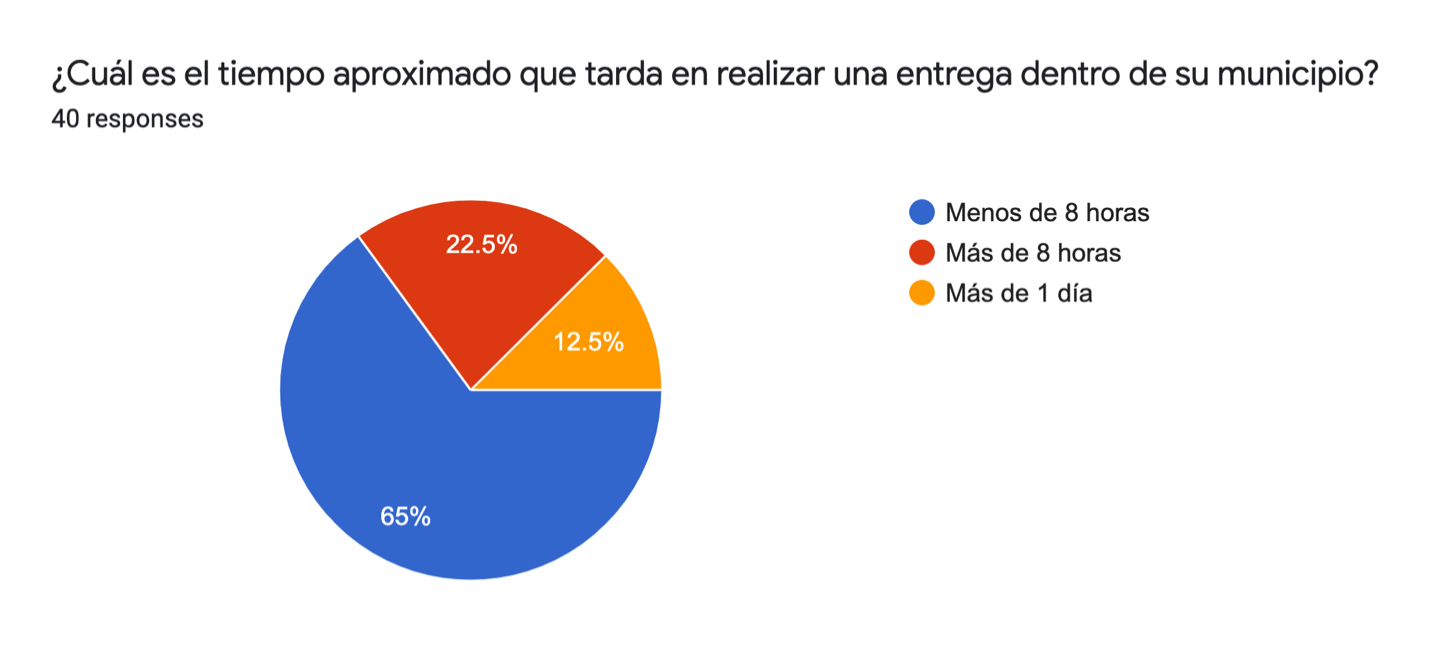 ¿Cuál es el tiempo aproximado que tarda en realizar una entrega dentro de su municipio?
40 responses
22.5%
12.5%
65%
Menos de 8 horas
Más de 8 horas
Más de 1 día